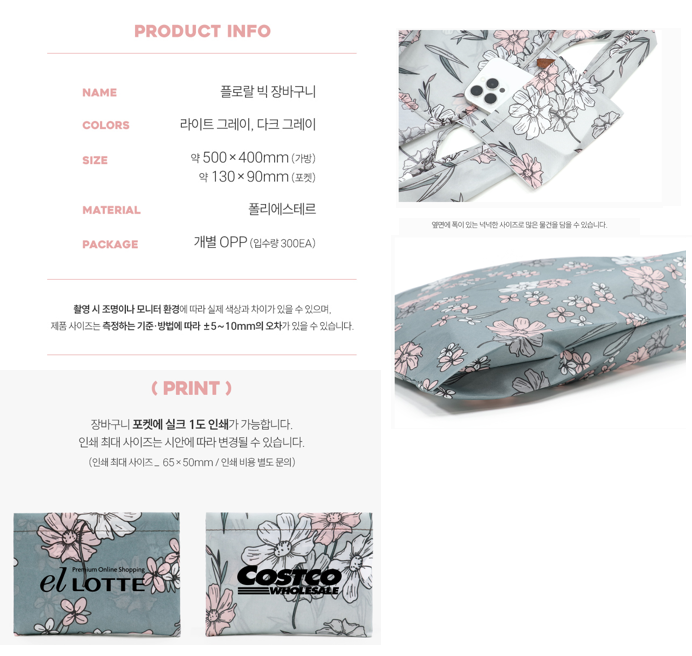 PRODUCT INFO
NAME 플로랄 빅 장바구니
COLORS 라이트 그레이, 다크 그레이
SIZE 약 500×400mm (가방)
약 130×90mm (포켓)
MATERIAL 폴리에스테르
PACKAGE 개별 OPP (입수량 300EA)
촬영 시 조명이나 모니터 환경에 따라 실제 색상과 차이가 있을 수 있으며,
제품 사이즈는 측정하는 기준·방법에 따라 ±5~10mm의 오차가 있을 수 있습니다.
( PRINT )
장바구니 포켓에 실크 1도 인쇄가 가능합니다.
인쇄 최대 사이즈는 시안에 따라 변경될 수 있습니다.
(인쇄 최대 사이즈_ 65×50mm / 인쇄 비용 별도 문의)
Premium Online Shopping
el LOTTE
COSTCO
WHOLESALE
옆면에 폭이 있는 넉넉한 사이즈로 많은 물건을 담을 수 있습니다.